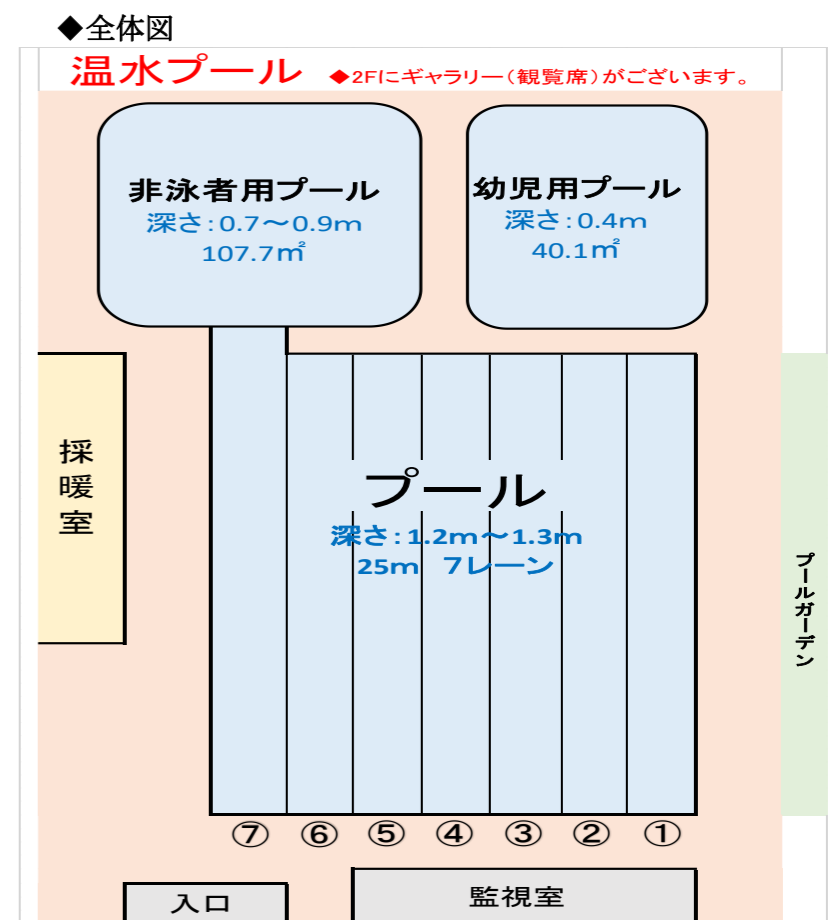 ◆全体図
温水プール ◆2Fにギャラリー(観覧席)がございます。
非泳者用プール
深さ:0.7～0.9m
107.7㎡
幼児用プール
深さ:0.4m
40.1㎡
採暖室
プール
深さ:1.2m～1.3m
25m 7レーン
プールガーデン
⑦ ⑥ ⑤ ④ ③ ② ①
入口
監視室